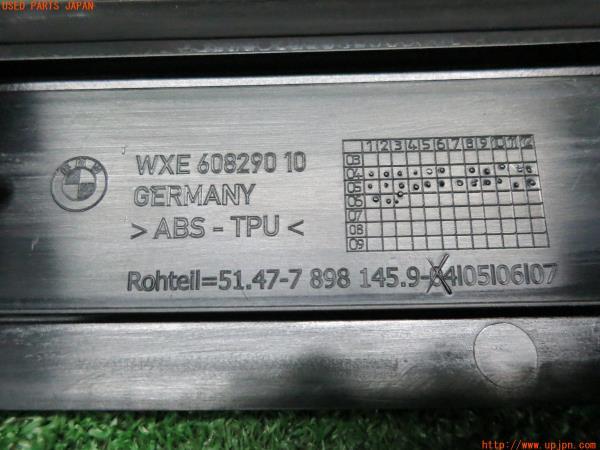 USED PARTS JAPAN
BMW
WXE 608290 10
GERMANY
> ABS - TPU <
1 2 3 4 5 6 7 8 9 10 11 12
03
04
05
06
07
08
09
Rohteil=51.47-7 898 145.9-04|05|06|07
http://www.upjpn.com/